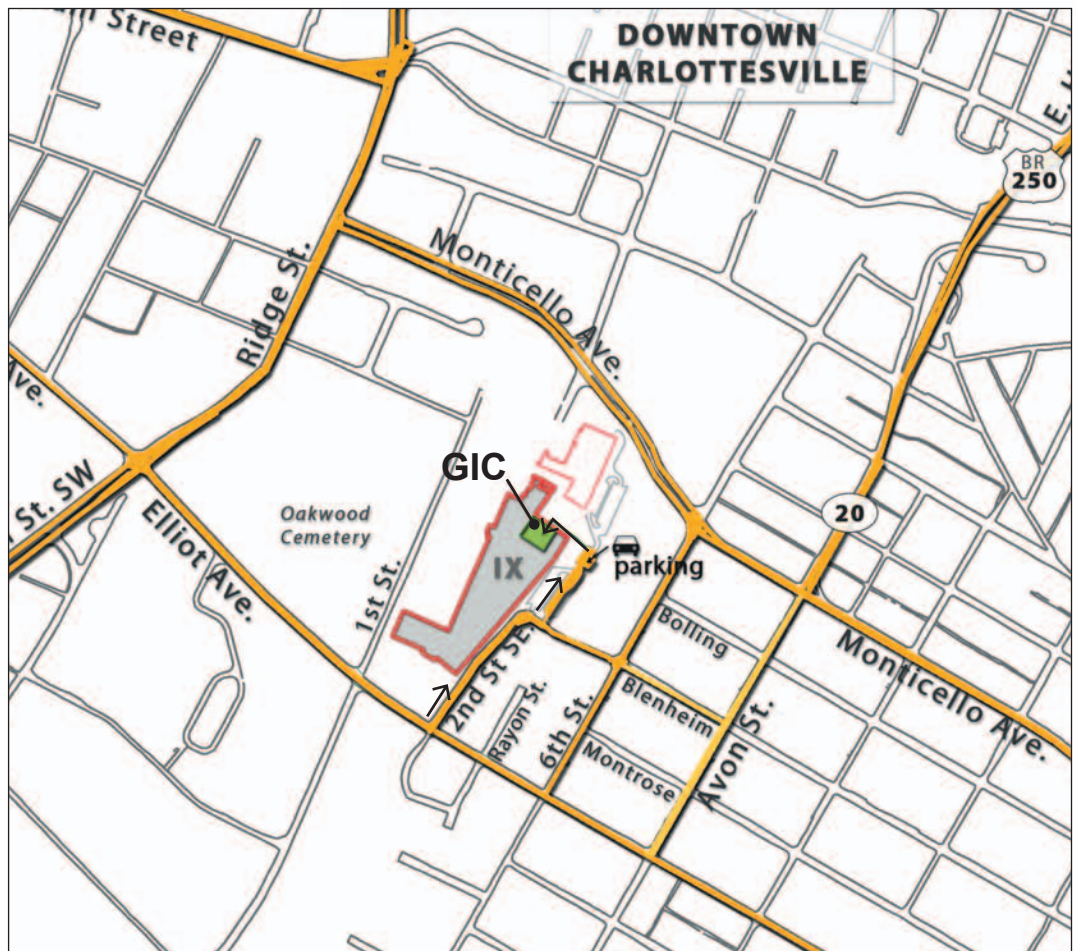 Street
DOWNTOWN
CHARLOTTESVILLE
BR
250
Ridge St.
Monticello Ave.
Ave.
St. SW
Elliot Ave.
Oakwood
Cemetery
1st St.
GIC
IX
parking
20
2nd St SE.
Rayon St.
6th St.
Bolling
Blenheim
Montrose
Avon St.
Monticello Ave.